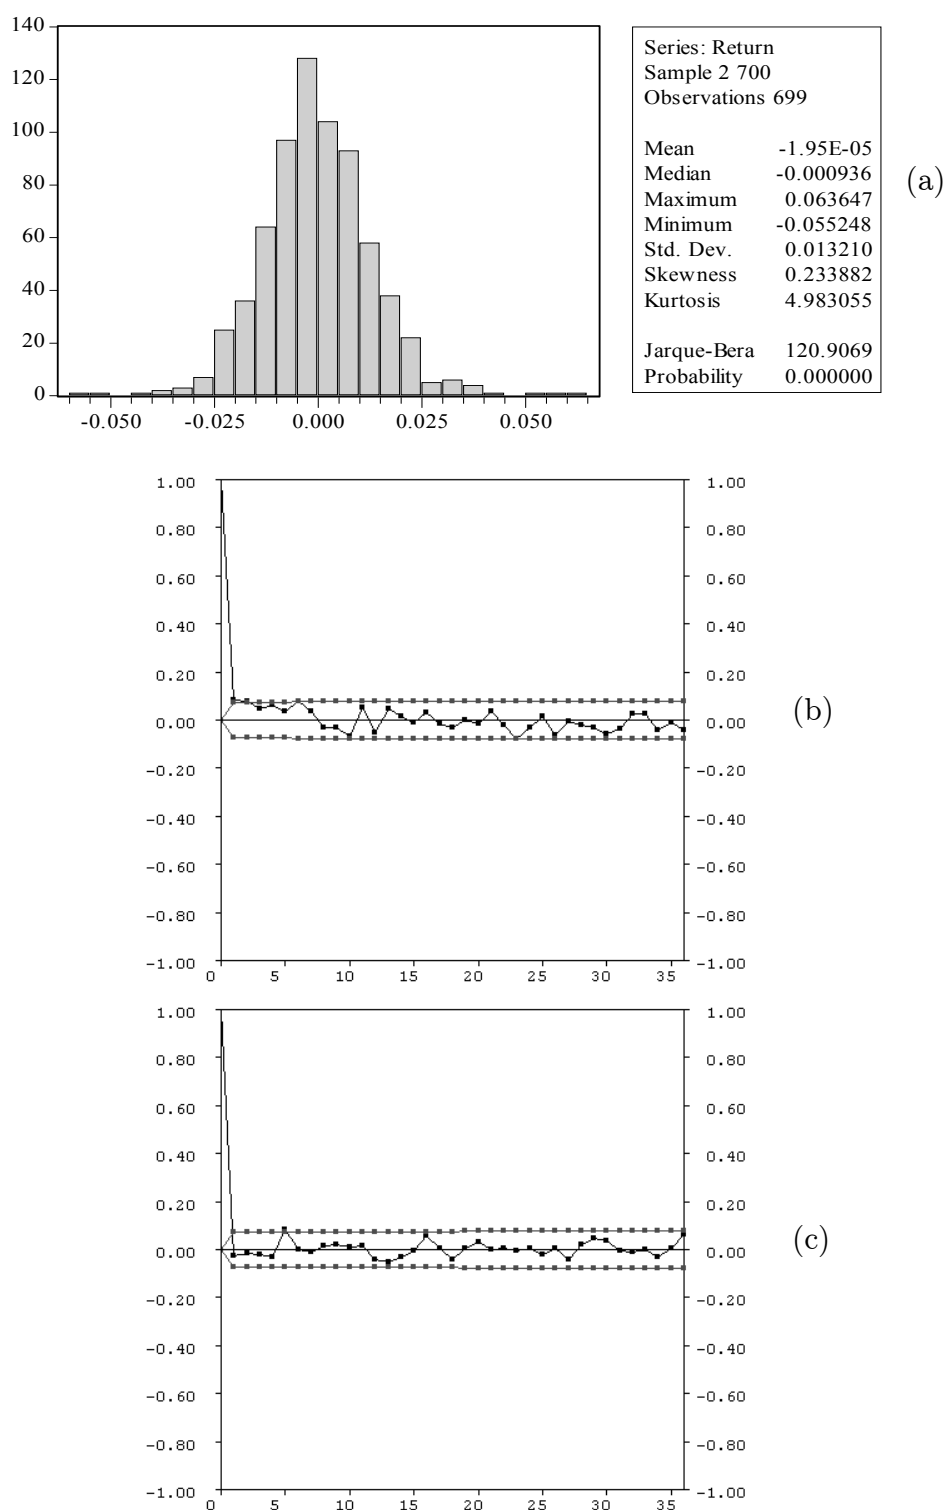 140
120
100
80
60
40
20
0
-0.050 -0.025 0.000 0.025 0.050
Series: Return
Sample 2 700
Observations 699
Mean -1.95E-05
Median -0.000936
Maximum 0.063647
Minimum -0.055248
Std. Dev. 0.013210
Skewness 0.233882
Kurtosis 4.983055
Jarque-Bera 120.9069
Probability 0.000000
(a)
1.00 1.00
0.80 0.80
0.60 0.60
0.40 0.40
0.20 0.20
0.00 0.00
-0.20 -0.20
-0.40 -0.40
-0.60 -0.60
-0.80 -0.80
-1.00 -1.00
0 5 10 15 20 25 30 35
(b)
1.00 1.00
0.80 0.80
0.60 0.60
0.40 0.40
0.20 0.20
0.00 0.00
-0.20 -0.20
-0.40 -0.40
-0.60 -0.60
-0.80 -0.80
-1.00 -1.00
0 5 10 15 20 25 30 35
(c)